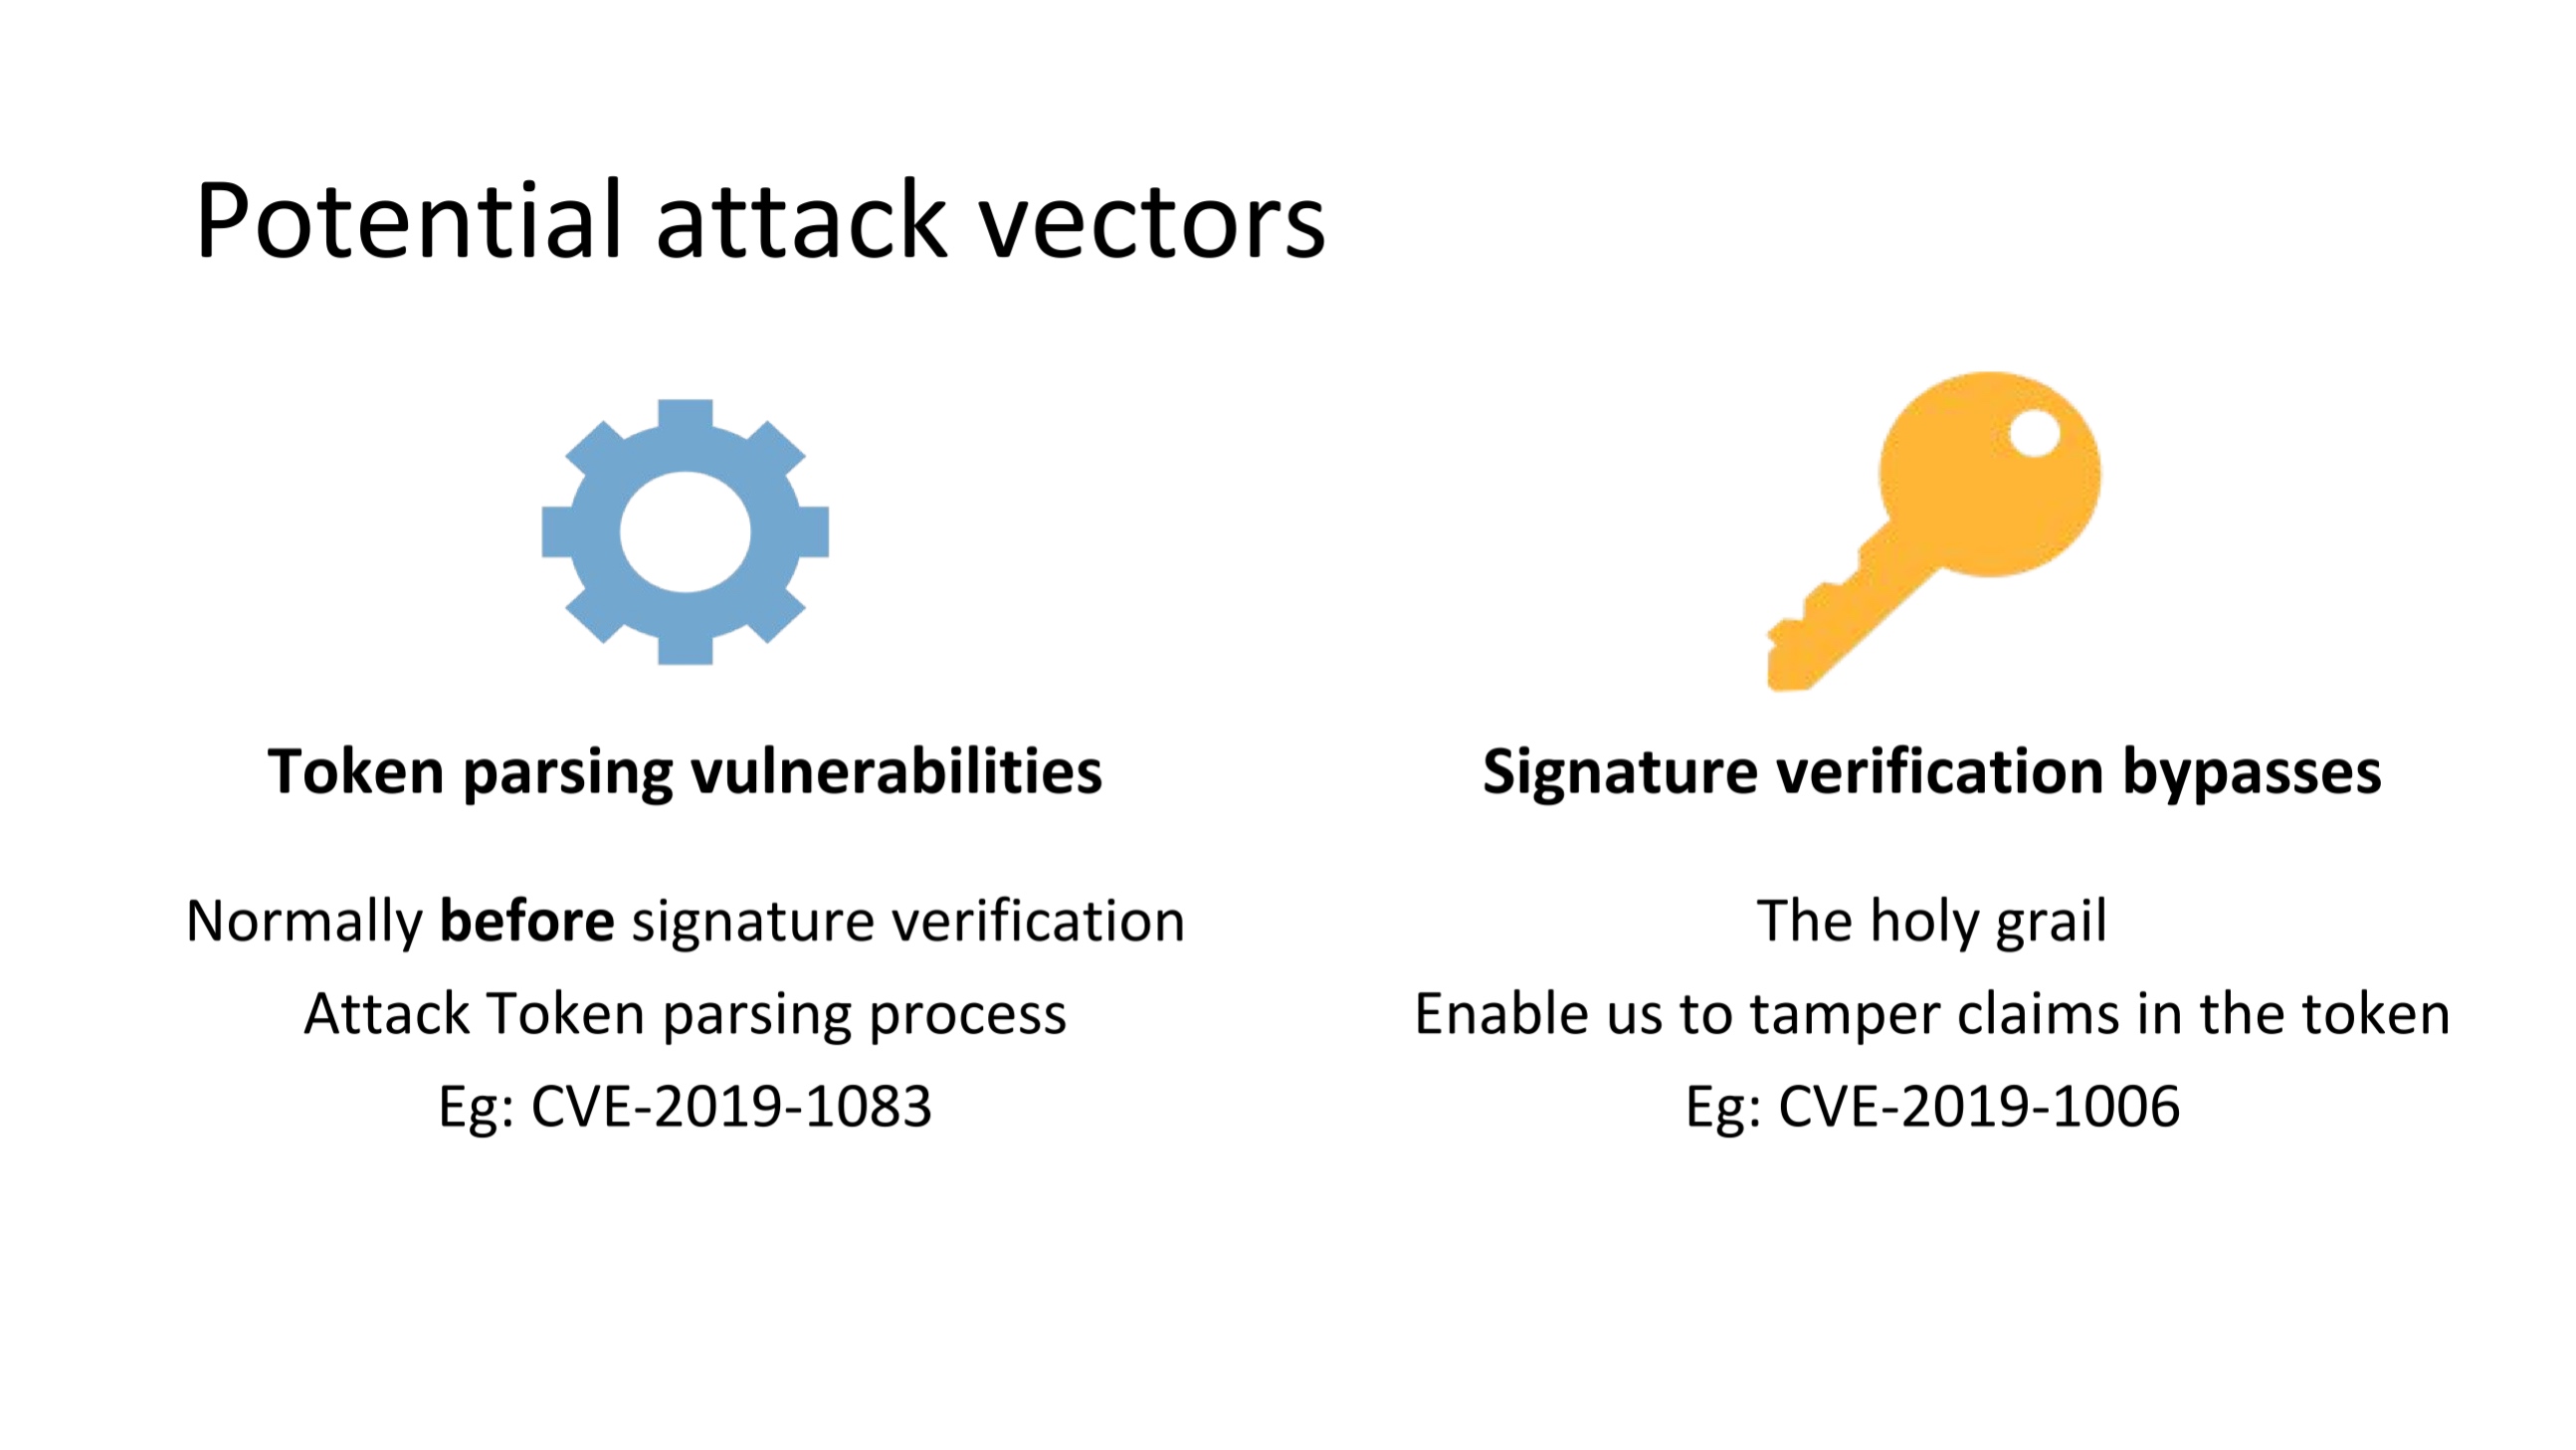 Potential attack vectors
Token parsing vulnerabilities
Normally before signature verification
Attack Token parsing process
Eg: CVE-2019-1083
Signature verification bypasses
The holy grail
Enable us to tamper claims in the token
Eg: CVE-2019-1006